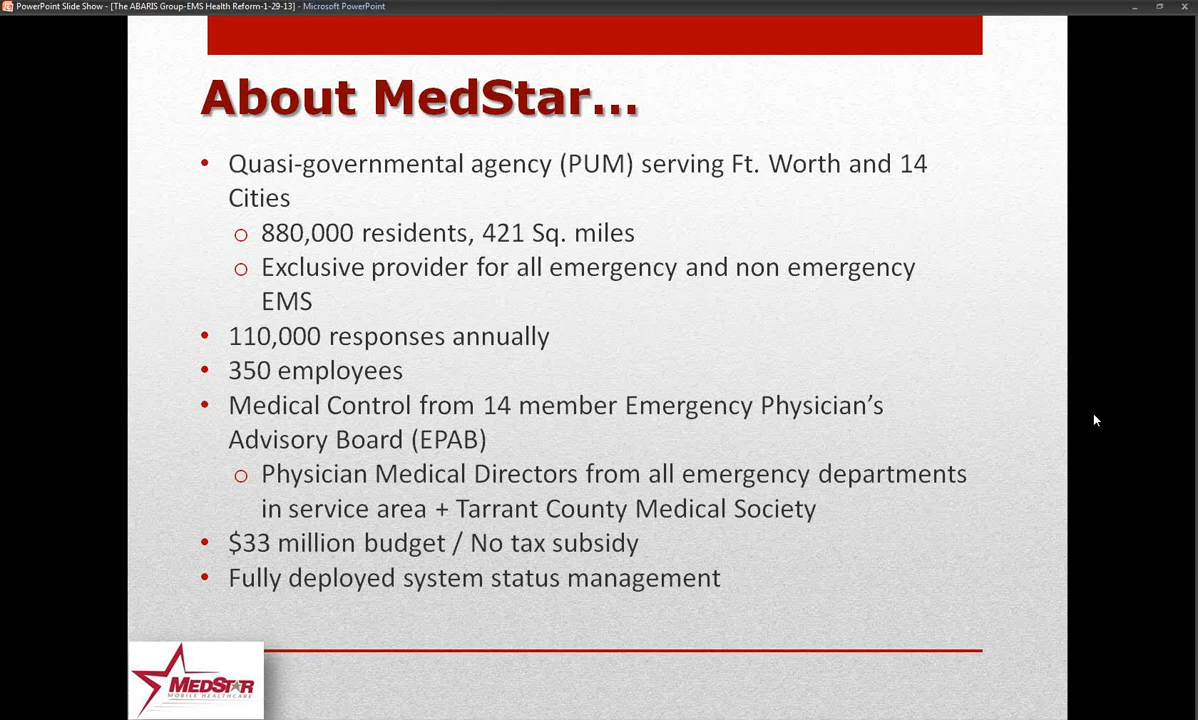 PowerPoint Slide Show - [The ABARIS Group-EMS Health Reform-1-29-13] - Microsoft PowerPoint
About MedStar...
• Quasi-governmental agency (PUM) serving Ft. Worth and 14
Cities
o 880,000 residents, 421 Sq. miles
o Exclusive provider for all emergency and non emergency
EMS
• 110,000 responses annually
• 350 employees
• Medical Control from 14 member Emergency Physician’s
Advisory Board (EPAB)
o Physician Medical Directors from all emergency departments
in service area + Tarrant County Medical Society
• $33 million budget / No tax subsidy
• Fully deployed system status management
MEDSTAR
MOBILE HEALTHCARE